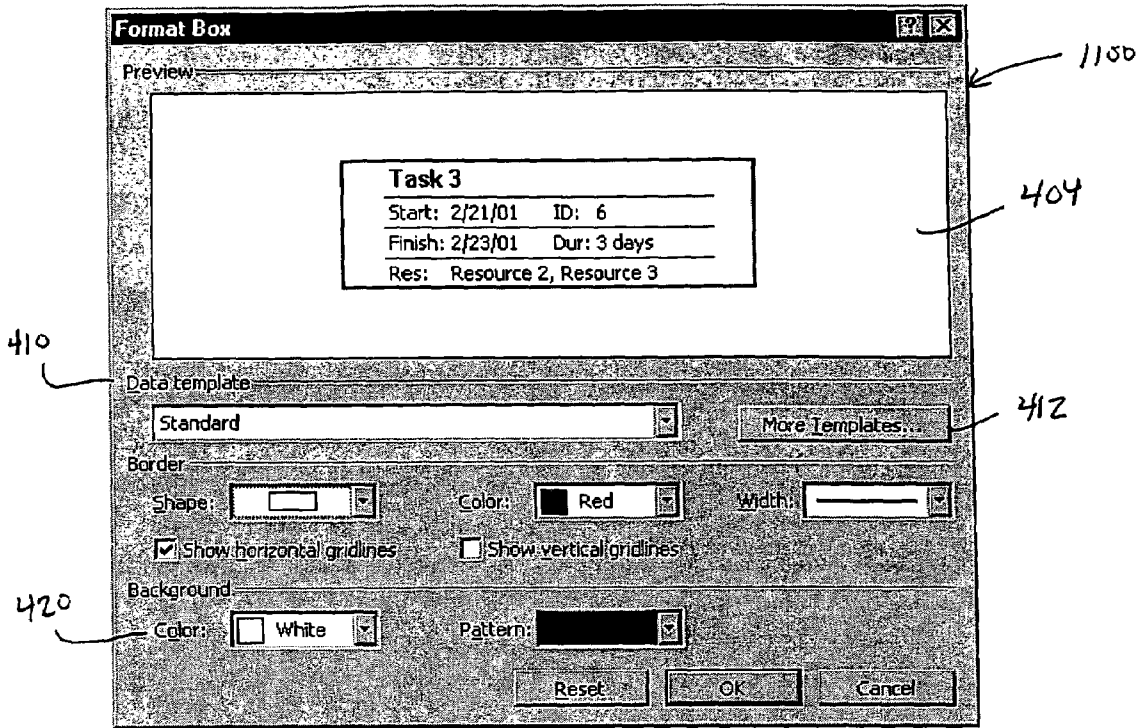 Format Box
1100
Preview
Task 3
Start: 2/21/01 ID: 6
Finish: 2/23/01 Dur: 3 days
Res: Resource 2, Resource 3
404
410
Data template
Standard
More Templates...
412
Border
Shape:
Color: Red
Width:
Show horizontal gridlines
Show vertical gridlines
Background
420
Color: White
Pattern:
Reset
OK
Cancel